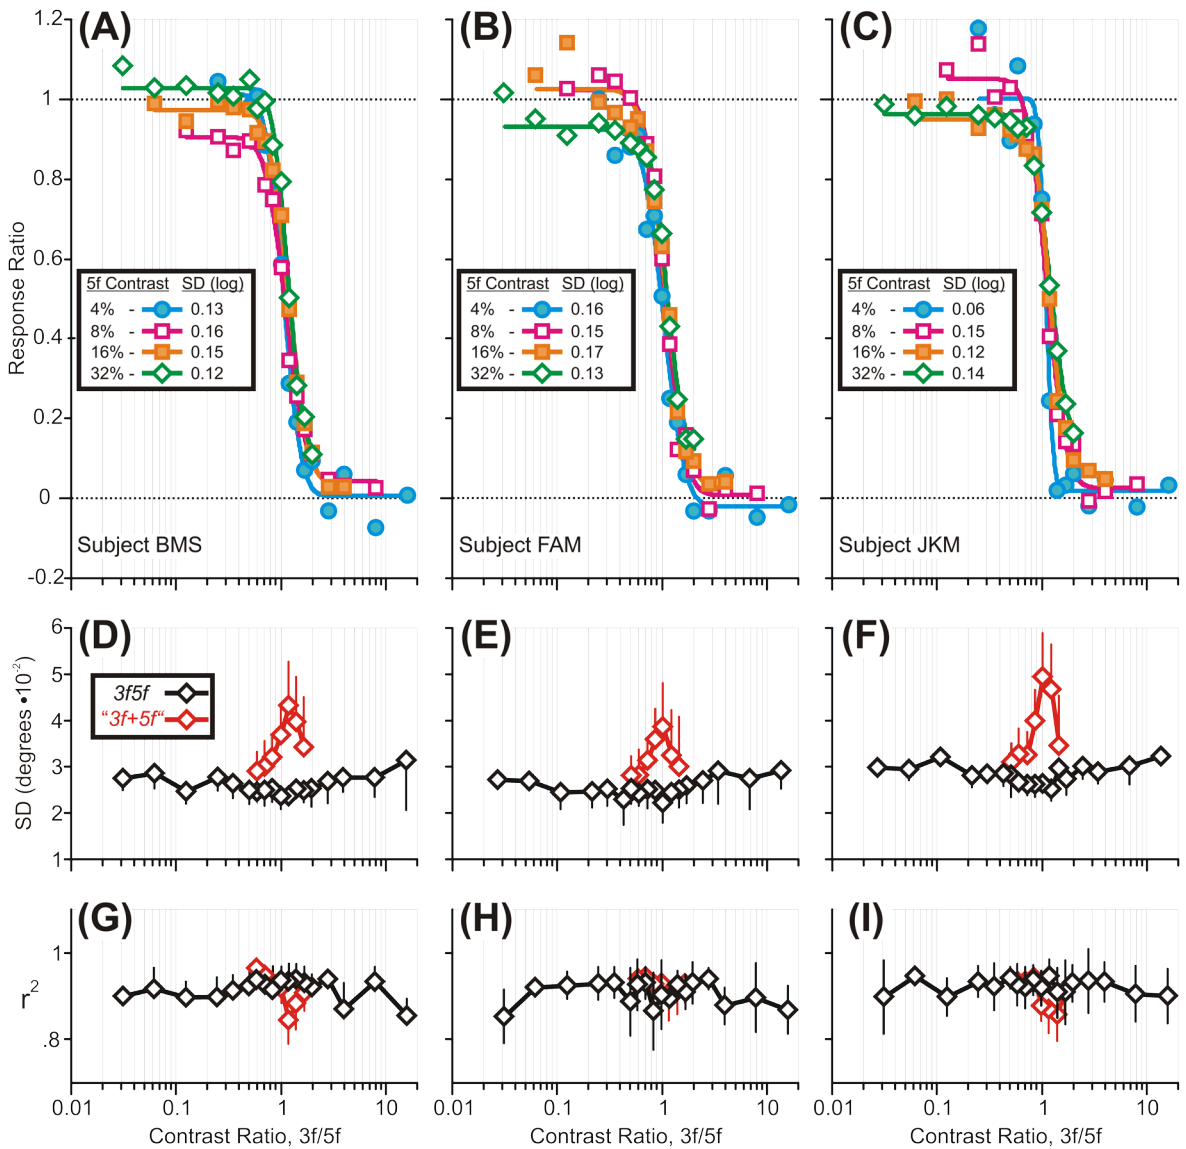 (A) (B) (C)
1.2
1
0.8
0.6
0.4
0.2
0
-0.2
Response Ratio
5f Contrast SD (log)
4% - 0.13
8% - 0.16
16% - 0.15
32% - 0.12
Subject BMS
5f Contrast SD (log)
4% - 0.16
8% - 0.15
16% - 0.17
32% - 0.13
Subject FAM
5f Contrast SD (log)
4% - 0.06
8% - 0.15
16% - 0.12
32% - 0.14
Subject JKM
(D) (E) (F)
6
5
4
3
2
1
SD (degrees •10⁻²)
3f5f
“3f+5f“
(G) (H) (I)
1
.8
r²
0.01 0.1 1 10 0.01 0.1 1 10 0.01 0.1 1 10
Contrast Ratio, 3f/5f Contrast Ratio, 3f/5f Contrast Ratio, 3f/5f